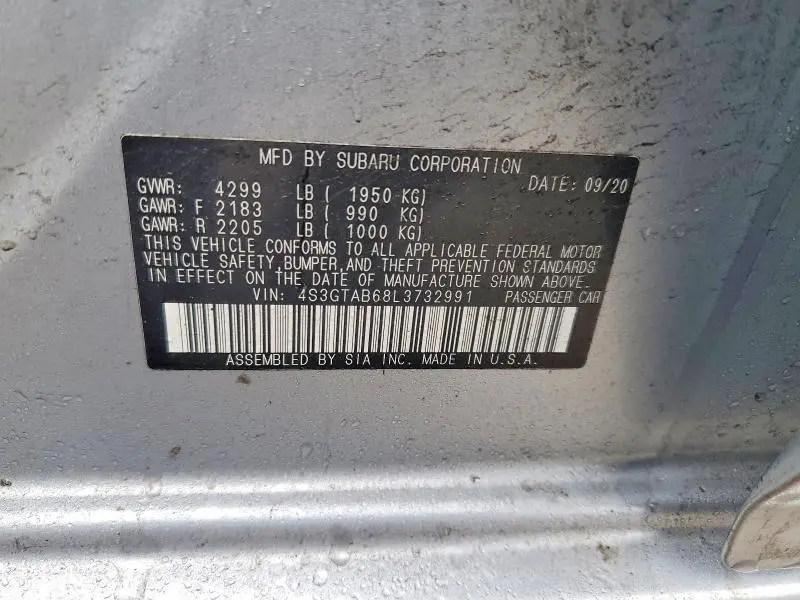 MFD BY SUBARU CORPORATION
DATE: 09/20
GVWR: 4299 LB ( 1950 KG)
GAWR: F 2183 LB ( 990 KG)
GAWR: R 2205 LB ( 1000 KG)
THIS VEHICLE CONFORMS TO ALL APPLICABLE FEDERAL MOTOR
VEHICLE SAFETY, BUMPER,AND THEFT PREVENTION STANDARDS
IN EFFECT ON THE DATE OF MANUFACTURE SHOWN ABOVE.
VIN: 4S3GTAB68L3732991 PASSENGER CAR
ASSEMBLED BY SIA INC. MADE IN U.S.A.